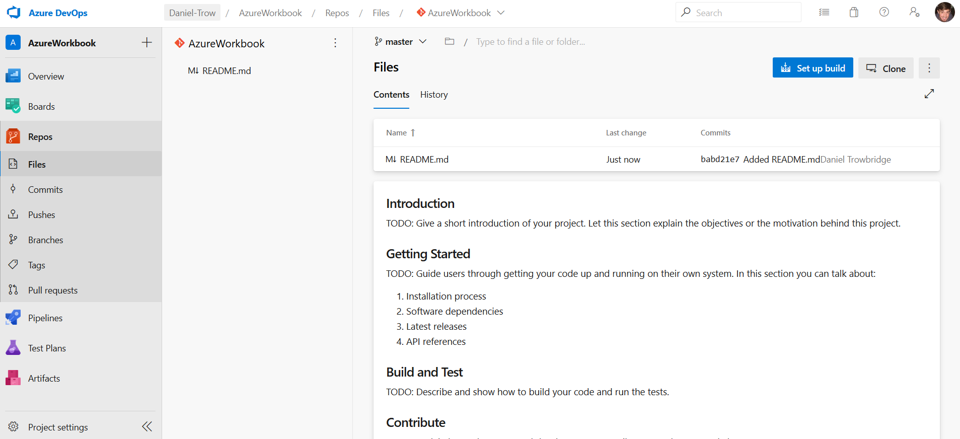 Azure DevOps
Daniel-Trow / AzureWorkbook / Repos / Files / AzureWorkbook
Search
A AzureWorkbook
Overview
Boards
Repos
Files
Commits
Pushes
Branches
Tags
Pull requests
Pipelines
Test Plans
Artifacts
Project settings
AzureWorkbook
M↓ README.md
master / Type to find a file or folder...
Files
Set up build
Clone
Contents History
Name ↑ Last change Commits
M↓ README.md Just now babd21e7 Added README.mdDaniel Trowbridge
Introduction
TODO: Give a short introduction of your project. Let this section explain the objectives or the motivation behind this project.
Getting Started
TODO: Guide users through getting your code up and running on their own system. In this section you can talk about:
1. Installation process
2. Software dependencies
3. Latest releases
4. API references
Build and Test
TODO: Describe and show how to build your code and run the tests.
Contribute